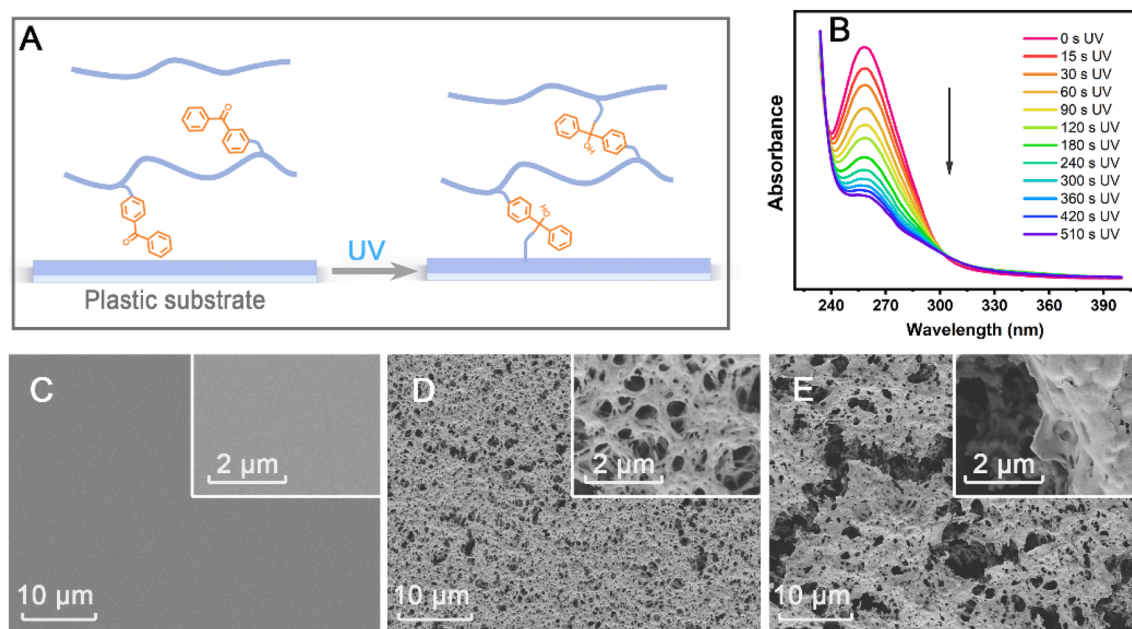 A
O
O
UV
OH
HO
Plastic substrate
B
Absorbance
0 s UV
15 s UV
30 s UV
60 s UV
90 s UV
120 s UV
180 s UV
240 s UV
300 s UV
360 s UV
420 s UV
510 s UV
240 270 300 330 360 390
Wavelength (nm)
C
2 μm
10 μm
D
2 μm
10 μm
E
2 μm
10 μm